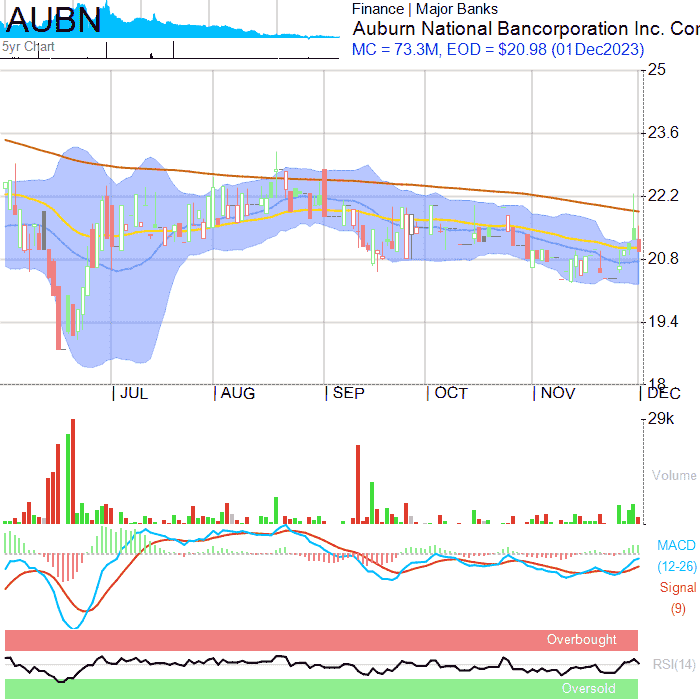 AUBN
5yr Chart
Finance | Major Banks
Auburn National Bancorporation Inc. Cor
MC = 73.3M, EOD = $20.98 (01Dec2023)
25
23.6
22.2
20.8
19.4
18
JUL
AUG
SEP
OCT
NOV
DEC
29k
Volume
MACD
(12-26)
Signal
(9)
Overbought
RSI(14)
Oversold